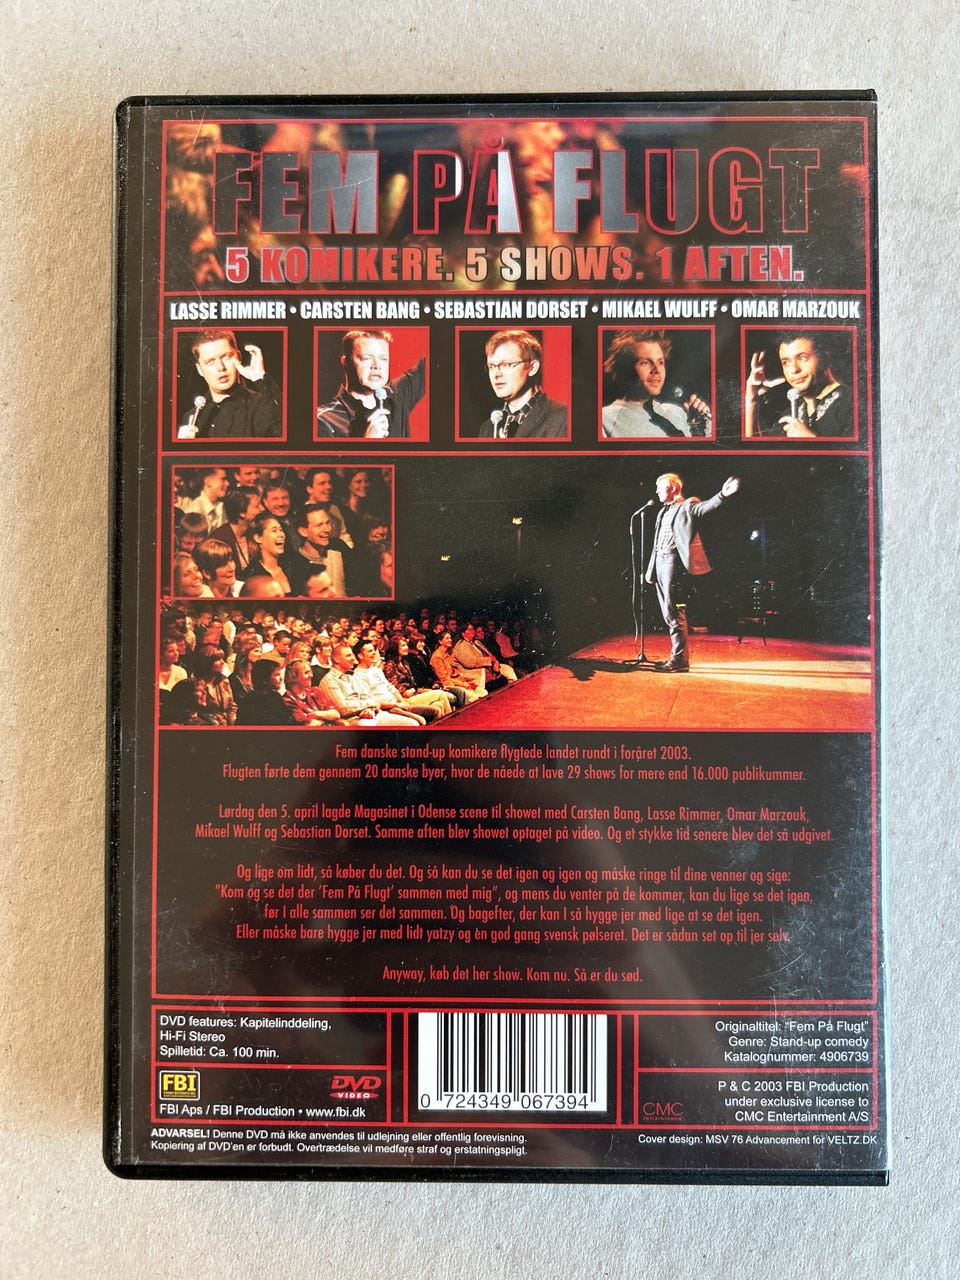 FEM PÅ FLUGT
5 KOMIKERE. 5 SHOWS. 1 AFTEN.
LASSE RIMMER • CARSTEN BANG • SEBASTIAN DORSET • MIKAEL WULFF • OMAR MARZOUK
Fem danske stand-up komikere flygtede landet rundt i foråret 2003.
Flugten førte dem gennem 20 danske byer, hvor de nåede at lave 29 shows for mere end 16.000 publikummer.
Lørdag den 5. april lagde Magasinet i Odense scene til showet med Carsten Bang, Lasse Rimmer, Omar Marzouk,
Mikael Wulff og Sebastian Dorset. Samme aften blev showet optaget på video. Og et stykke tid senere blev det så udgivet.
Og lige om lidt, så køber du det. Og så kan du se det igen og igen og måske ringe til dine venner og sige:
"Kom og se det der 'Fem På Flugt' sammen med mig", og mens du venter på de kommer, kan du lige se det igen,
før I alle sammen ser det sammen. Og bagefter, der kan I så hygge jer med lige at se det igen.
Eller måske bare hygge jer med lidt yatzy og en god gang svensk pølseret. Det er sådan set op til jer selv.
Anyway, køb det her show. Kom nu. Så er du sød.
DVD features: Kapitelinddeling,
Hi-Fi Stereo
Spilletid: Ca. 100 min.
FBI
DVD
VIDEO
FBI Aps / FBI Production • www.fbi.dk
0 724349 067394
Originaltitel: "Fem På Flugt"
Genre: Stand-up comedy
Katalognummer: 4906739
CMC
ENTERTAINMENT
P & C 2003 FBI Production
under exclusive license to
CMC Entertainment A/S
ADVARSEL! Denne DVD må ikke anvendes til udlejning eller offentlig forevisning.
Kopiering af DVD'en er forbudt. Overtrædelse vil medføre straf og erstatningspligt.
Cover design: MSV 76 Advancement for VELTZ.DK